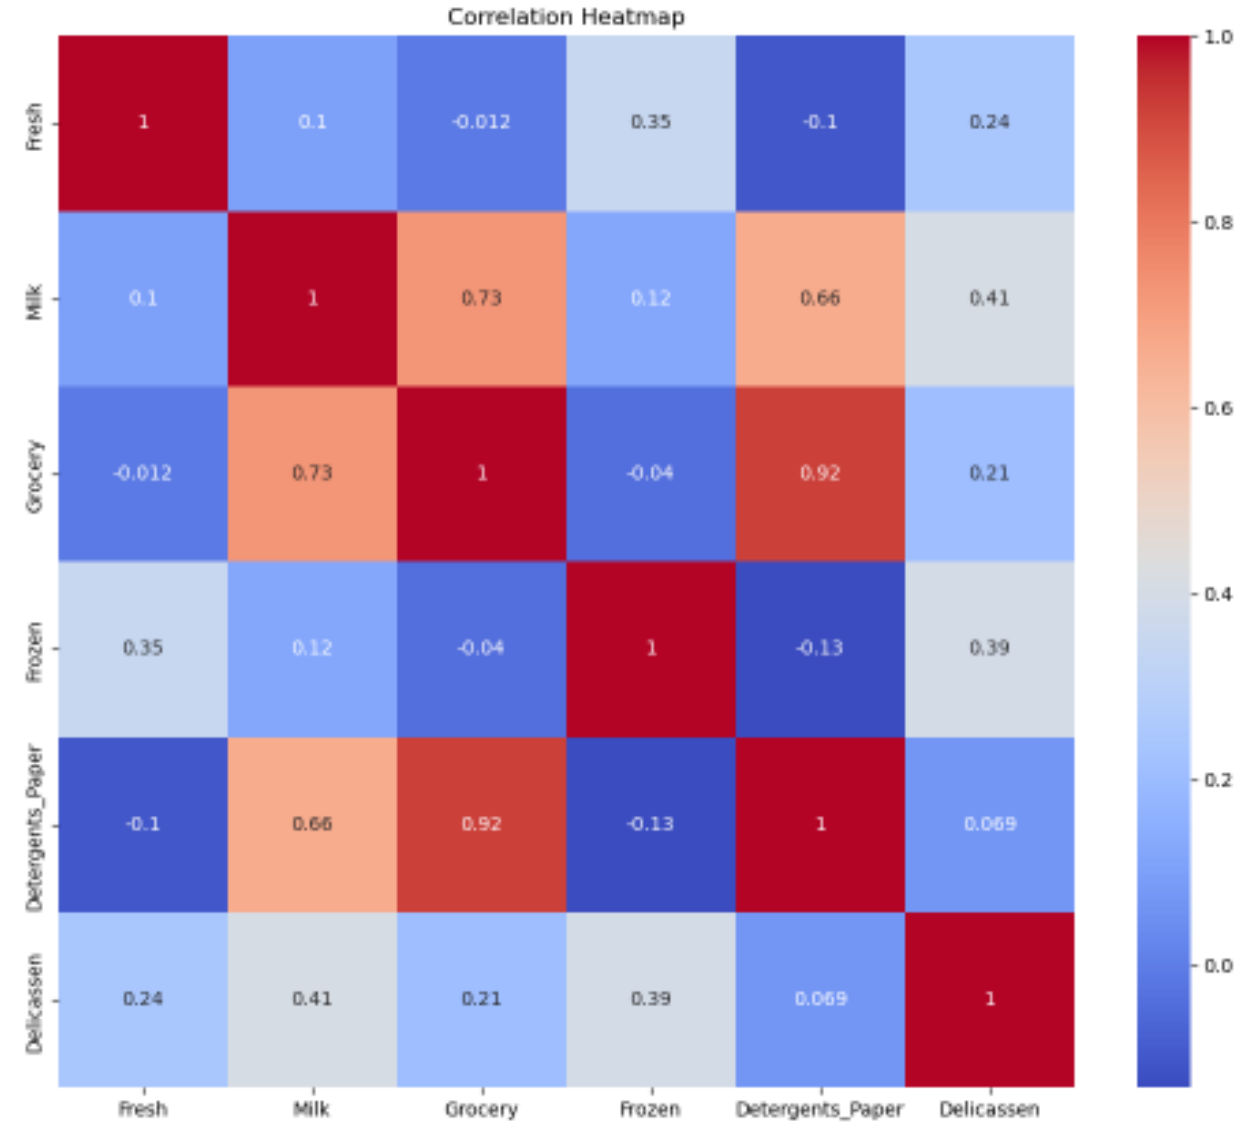 Correlation Heatmap
Fresh 1 0.1 -0.012 0.35 -0.1 0.24
Milk 0.1 1 0.73 0.12 0.66 0.41
Grocery -0.012 0.73 1 -0.04 0.92 0.21
Frozen 0.35 0.12 -0.04 1 -0.13 0.39
Detergents_Paper -0.1 0.66 0.92 -0.13 1 0.069
Delicassen 0.24 0.41 0.21 0.39 0.069 1
Fresh Milk Grocery Frozen Detergents_Paper Delicassen
1.0
0.8
0.6
0.4
0.2
0.0